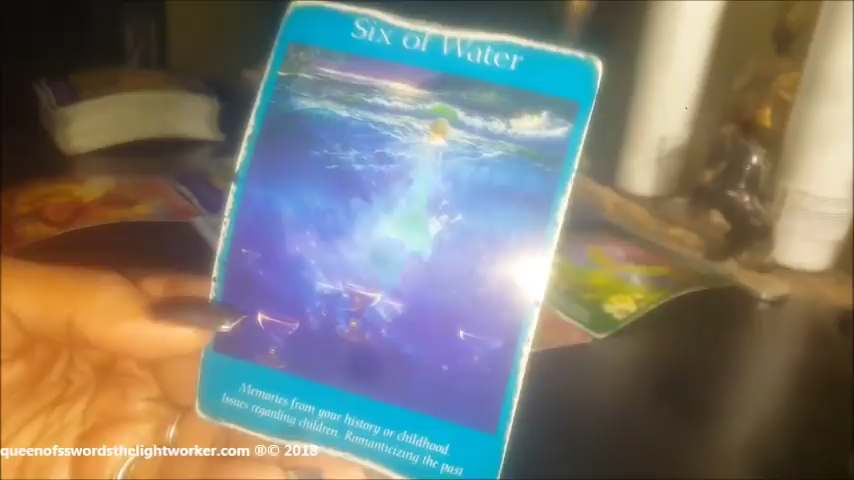 Six of Water
Memories from your history or childhood.
Issues regarding children. Romanticizing the past
queenofsswordsthelightworker.com ®© 2018